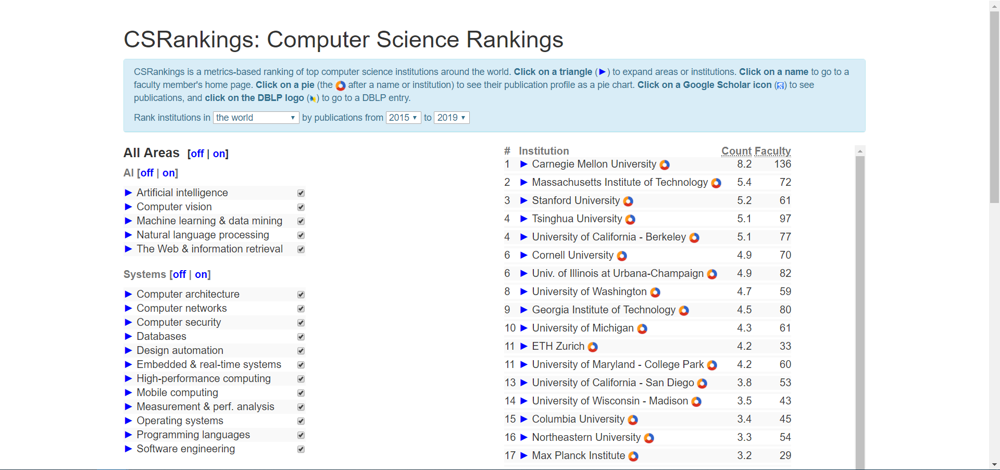 CSRankings: Computer Science Rankings
CSRankings is a metrics-based ranking of top computer science institutions around the world. Click on a triangle (►) to expand areas or institutions. Click on a name to go to a
faculty member's home page. Click on a pie (the after a name or institution) to see their publication profile as a pie chart. Click on a Google Scholar icon () to see
publications, and click on the DBLP logo () to go to a DBLP entry.
Rank institutions in the world by publications from 2015 to 2019
All Areas [off | on]
AI [off | on]
► Artificial intelligence
► Computer vision
► Machine learning & data mining
► Natural language processing
► The Web & information retrieval
Systems [off | on]
► Computer architecture
► Computer networks
► Computer security
► Databases
► Design automation
► Embedded & real-time systems
► High-performance computing
► Mobile computing
► Measurement & perf. analysis
► Operating systems
► Programming languages
► Software engineering
# Institution Count Faculty
1 ► Carnegie Mellon University 8.2 136
2 ► Massachusetts Institute of Technology 5.4 72
3 ► Stanford University 5.2 61
4 ► Tsinghua University 5.1 97
4 ► University of California - Berkeley 5.1 77
6 ► Cornell University 4.9 70
6 ► Univ. of Illinois at Urbana-Champaign 4.9 82
8 ► University of Washington 4.7 59
9 ► Georgia Institute of Technology 4.5 80
10 ► University of Michigan 4.3 61
11 ► ETH Zurich 4.2 33
11 ► University of Maryland - College Park 4.2 60
13 ► University of California - San Diego 3.8 53
14 ► University of Wisconsin - Madison 3.5 43
15 ► Columbia University 3.4 45
16 ► Northeastern University 3.3 54
17 ► Max Planck Institute 3.2 29